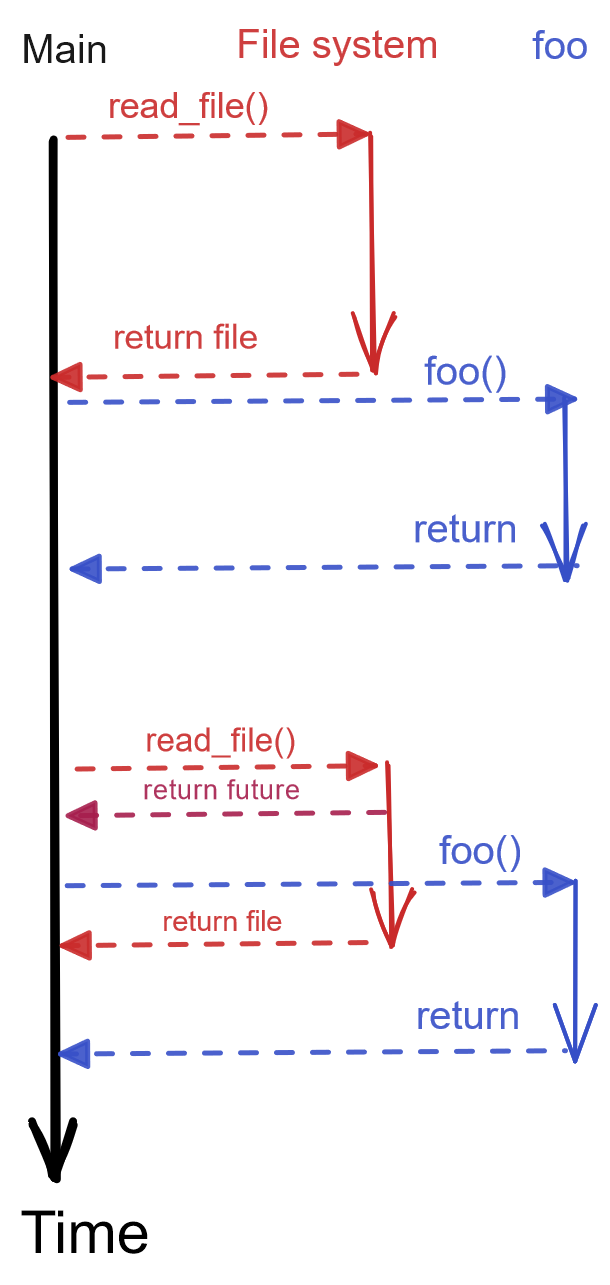 Main
File system
foo
read_file()
return file
foo()
return
read_file()
return future
foo()
return file
return
Time